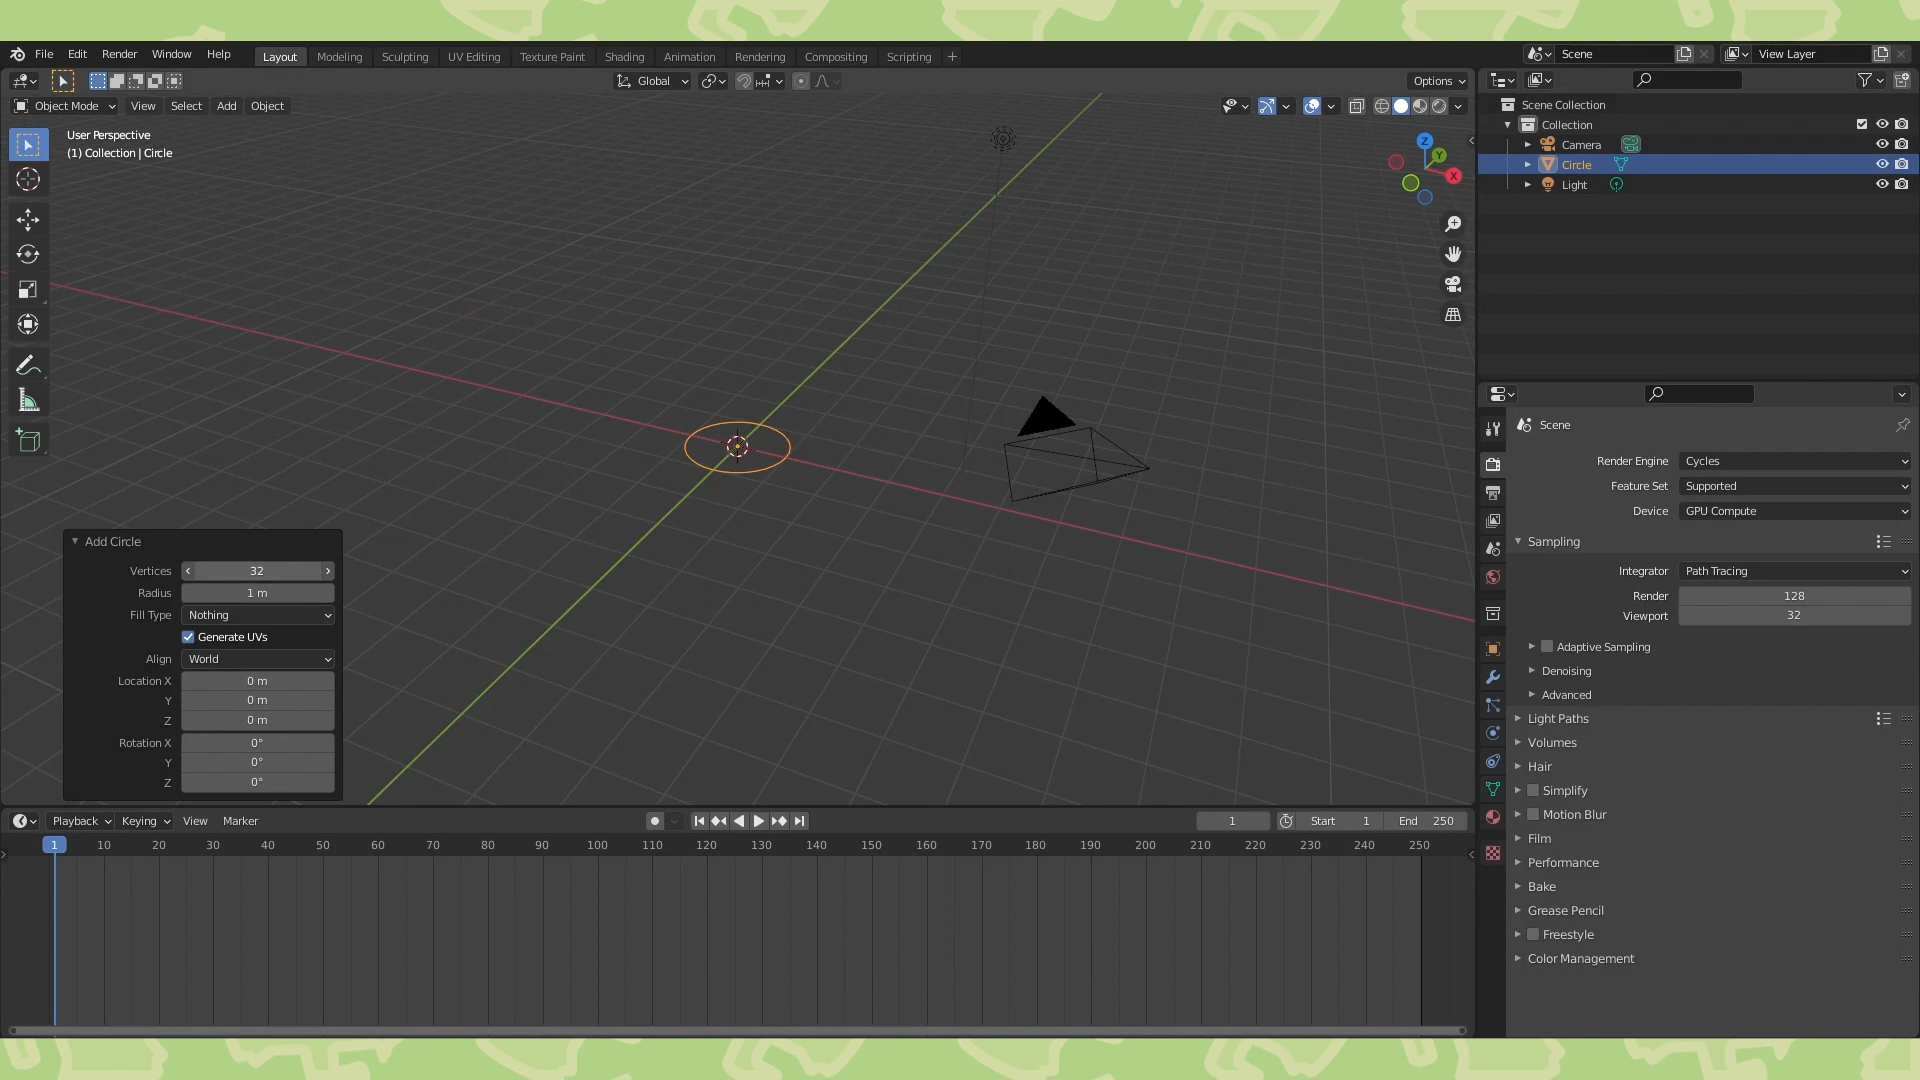 File Edit Render Window Help Layout Modeling Sculpting UV Editing Texture Paint Shading Animation Rendering Compositing Scripting + Scene View Layer
Global Options
Object Mode View Select Add Object
User Perspective
(1) Collection | Circle
Z
Y
X
Scene Collection
Collection
Camera
Circle
Light
Scene
Render Engine Cycles
Feature Set Supported
Device GPU Compute
Sampling
Integrator Path Tracing
Render 128
Viewport 32
Adaptive Sampling
Denoising
Advanced
Light Paths
Volumes
Hair
Simplify
Motion Blur
Film
Performance
Bake
Grease Pencil
Freestyle
Color Management
Add Circle
Vertices 32
Radius 1 m
Fill Type Nothing
Generate UVs
Align World
Location X 0 m
Y 0 m
Z 0 m
Rotation X 0°
Y 0°
Z 0°
Playback Keying View Marker 1 Start 1 End 250
1 10 20 30 40 50 60 70 80 90 100 110 120 130 140 150 160 170 180 190 200 210 220 230 240 250